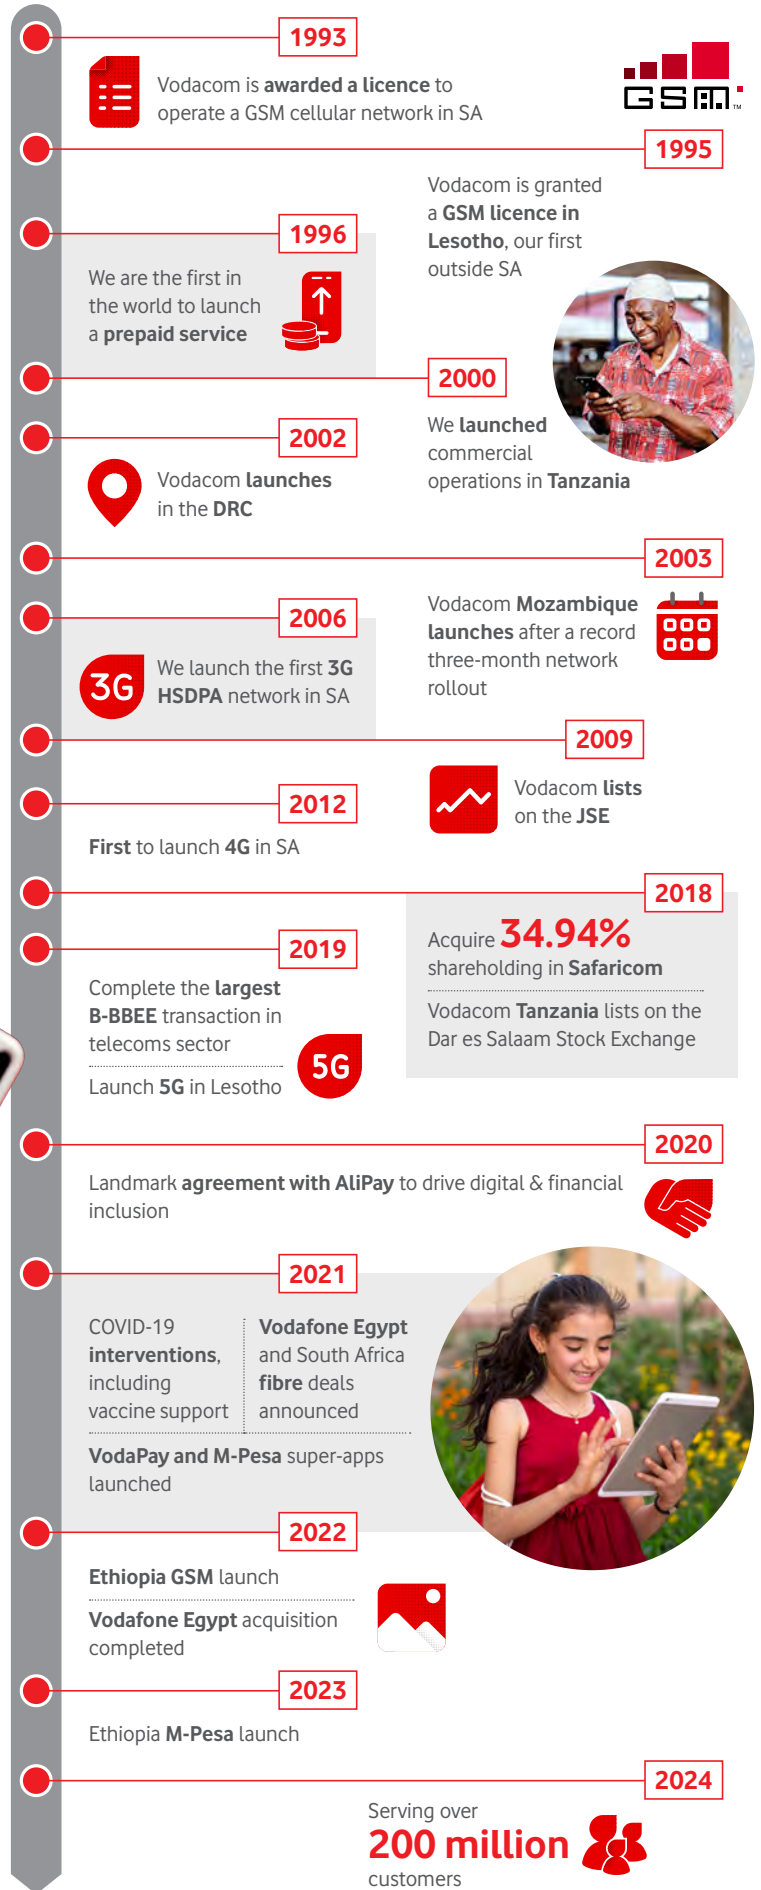 1993
Vodacom is awarded a licence to
operate a GSM cellular network in SA
GSM™
1995
Vodacom is granted
a GSM licence in
Lesotho, our first
outside SA
1996
We are the first in
the world to launch
a prepaid service
2000
We launched
commercial
operations in Tanzania
2002
Vodacom launches
in the DRC
2003
Vodacom Mozambique
launches after a record
three-month network
rollout
2006
3G
We launch the first 3G
HSDPA network in SA
2009
Vodacom lists
on the JSE
2012
First to launch 4G in SA
2018
Acquire 34.94%
shareholding in Safaricom
Vodacom Tanzania lists on the
Dar es Salaam Stock Exchange
2019
Complete the largest
B-BBEE transaction in
telecoms sector
Launch 5G in Lesotho
5G
2020
Landmark agreement with AliPay to drive digital & financial
inclusion
2021
COVID-19
interventions,
including
vaccine support
Vodafone Egypt
and South Africa
fibre deals
announced
VodaPay and M-Pesa super-apps
launched
2022
Ethiopia GSM launch
Vodafone Egypt acquisition
completed
2023
Ethiopia M-Pesa launch
2024
Serving over
200 million
customers